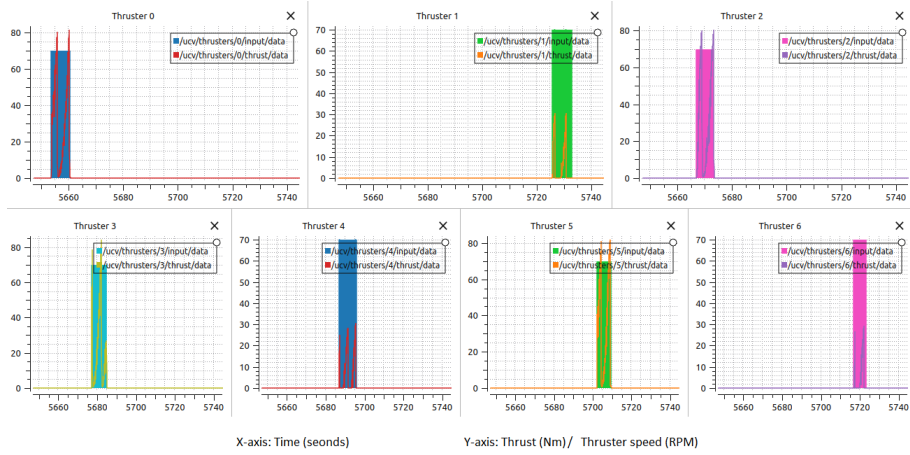 Thruster 0
/ucv/thrusters/0/input/data
/ucv/thrusters/0/thrust/data
80
60
40
20
0
5660 5680 5700 5720 5740
Thruster 1
/ucv/thrusters/1/input/data
/ucv/thrusters/1/thrust/data
70
60
50
40
30
20
10
0
5660 5680 5700 5720 5740
Thruster 2
/ucv/thrusters/2/input/data
/ucv/thrusters/2/thrust/data
80
60
40
20
0
5660 5680 5700 5720 5740
Thruster 3
/ucv/thrusters/3/input/data
/ucv/thrusters/3/thrust/data
80
60
40
20
0
5660 5680 5700 5720 5740
Thruster 4
/ucv/thrusters/4/input/data
/ucv/thrusters/4/thrust/data
70
60
50
40
30
20
10
0
5660 5680 5700 5720 5740
Thruster 5
/ucv/thrusters/5/input/data
/ucv/thrusters/5/thrust/data
80
60
40
20
0
5660 5680 5700 5720 5740
Thruster 6
/ucv/thrusters/6/input/data
/ucv/thrusters/6/thrust/data
70
60
50
40
30
20
10
0
5660 5680 5700 5720 5740
X-axis: Time (seonds) Y-axis: Thrust (Nm) / Thruster speed (RPM)